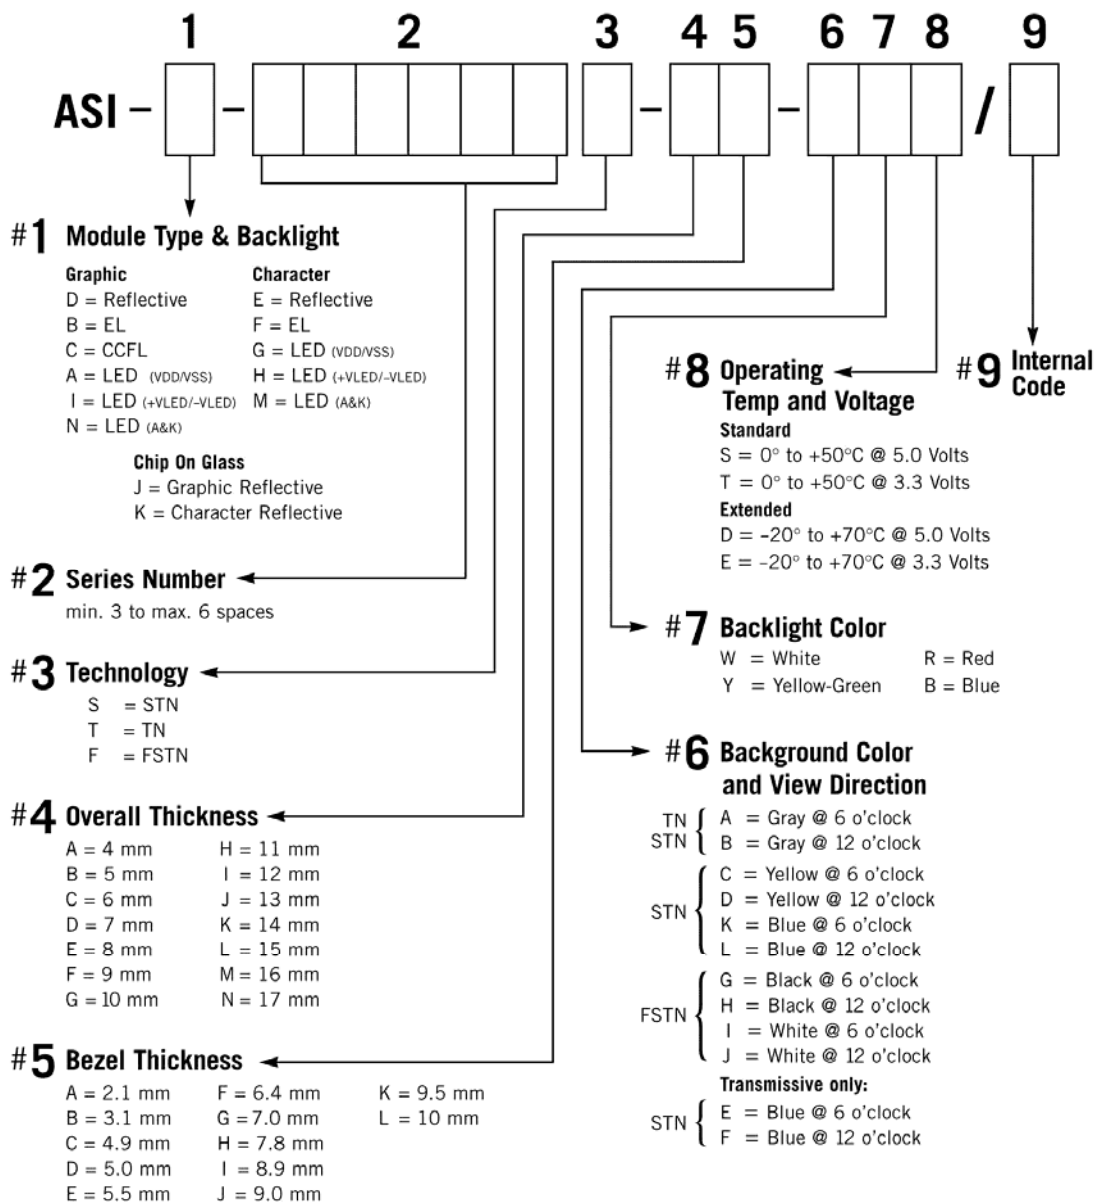 1 2 3 4 5 6 7 8 9
ASI – – – – /
#1 Module Type & Backlight
Graphic
D = Reflective
B = EL
C = CCFL
A = LED (VDD/VSS)
I = LED (+VLED/–VLED)
N = LED (A&K)
Character
E = Reflective
F = EL
G = LED (VDD/VSS)
H = LED (+VLED/–VLED)
M = LED (A&K)
Chip On Glass
J = Graphic Reflective
K = Character Reflective
#2 Series Number
min. 3 to max. 6 spaces
#3 Technology
S = STN
T = TN
F = FSTN
#4 Overall Thickness
A = 4 mm
B = 5 mm
C = 6 mm
D = 7 mm
E = 8 mm
F = 9 mm
G = 10 mm
H = 11 mm
I = 12 mm
J = 13 mm
K = 14 mm
L = 15 mm
M = 16 mm
N = 17 mm
#5 Bezel Thickness
A = 2.1 mm
B = 3.1 mm
C = 4.9 mm
D = 5.0 mm
E = 5.5 mm
F = 6.4 mm
G = 7.0 mm
H = 7.8 mm
I = 8.9 mm
J = 9.0 mm
K = 9.5 mm
L = 10 mm
#9 Internal
Code
#8 Operating
Temp and Voltage
Standard
S = 0° to +50°C @ 5.0 Volts
T = 0° to +50°C @ 3.3 Volts
Extended
D = –20° to +70°C @ 5.0 Volts
E = –20° to +70°C @ 3.3 Volts
#7 Backlight Color
W = White
Y = Yellow-Green
R = Red
B = Blue
#6 Background Color
and View Direction
TN
STN
A = Gray @ 6 o'clock
B = Gray @ 12 o'clock
STN
C = Yellow @ 6 o'clock
D = Yellow @ 12 o'clock
K = Blue @ 6 o'clock
L = Blue @ 12 o'clock
FSTN
G = Black @ 6 o'clock
H = Black @ 12 o'clock
I = White @ 6 o'clock
J = White @ 12 o'clock
Transmissive only:
STN
E = Blue @ 6 o'clock
F = Blue @ 12 o'clock